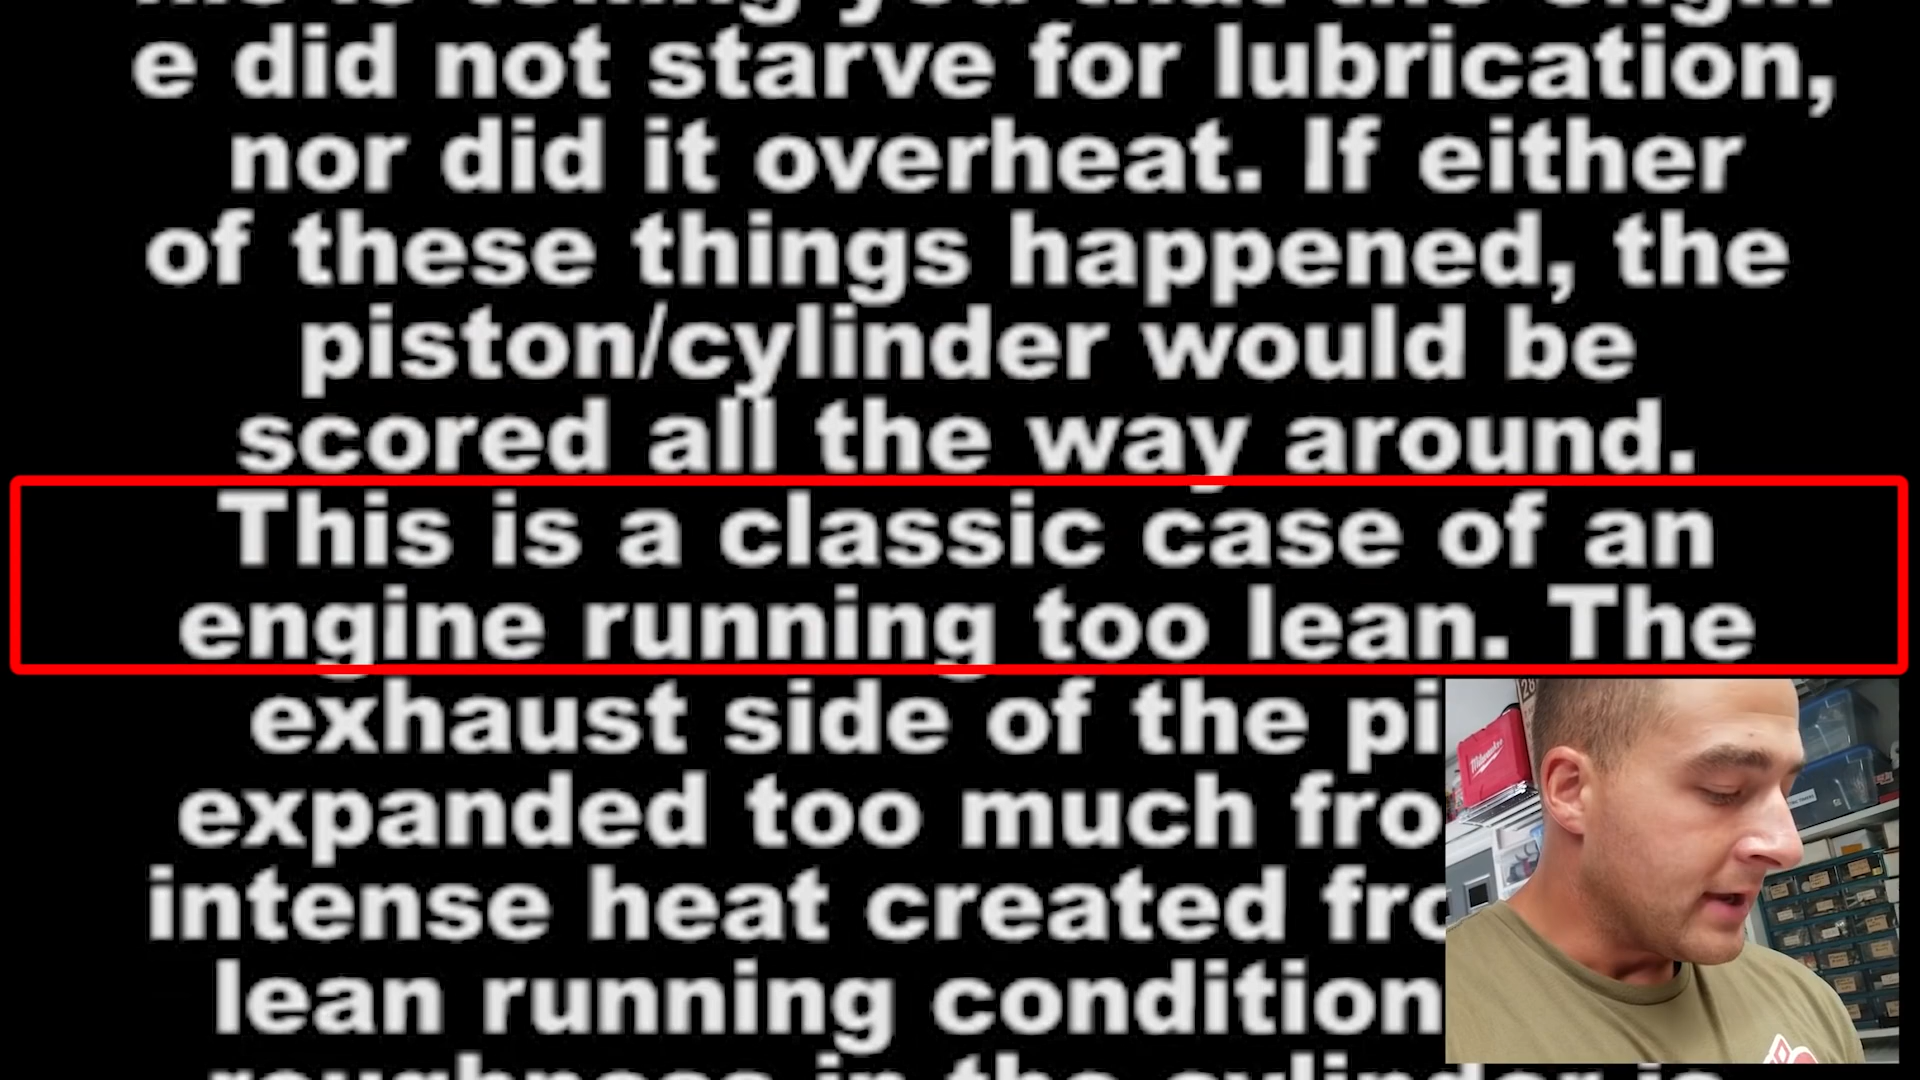 e did not starve for lubrication,
nor did it overheat. If either
of these things happened, the
piston/cylinder would be
scored all the way around.
This is a classic case of an
engine running too lean. The
exhaust side of the pi
expanded too much fro
intense heat created fro
lean running condition
Milwaukee
28